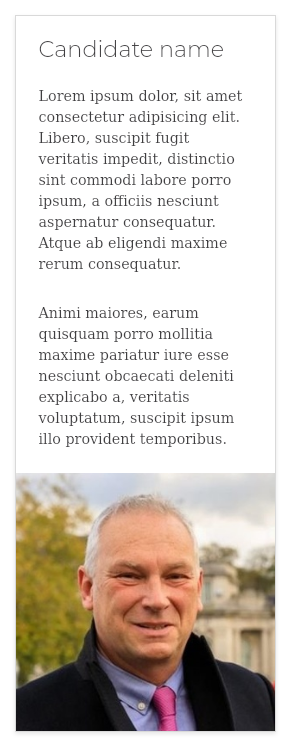 Candidate name
Lorem ipsum dolor, sit amet
consectetur adipisicing elit.
Libero, suscipit fugit
veritatis impedit, distinctio
sint commodi labore porro
ipsum, a officiis nesciunt
aspernatur consequatur.
Atque ab eligendi maxime
rerum consequatur.
Animi maiores, earum
quisquam porro mollitia
maxime pariatur iure esse
nesciunt obcaecati deleniti
explicabo a, veritatis
voluptatum, suscipit ipsum
illo provident temporibus.